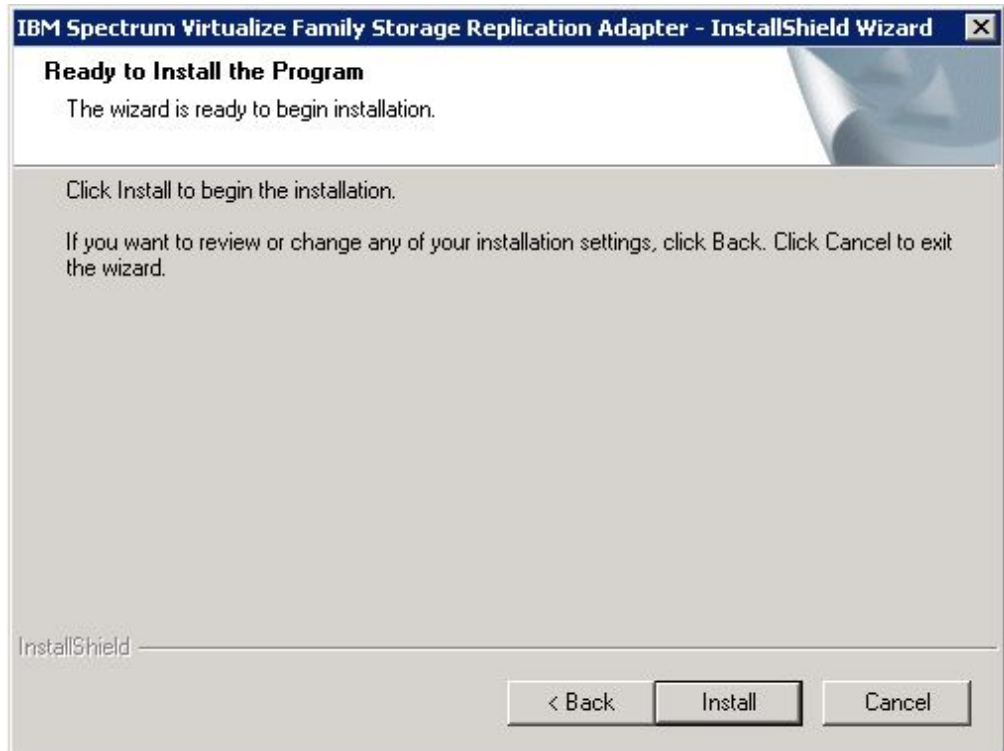 IBM Spectrum Virtualize Family Storage Replication Adapter - InstallShield Wizard
Ready to Install the Program
The wizard is ready to begin installation.
Click Install to begin the installation.
If you want to review or change any of your installation settings, click Back. Click Cancel to exit
the wizard.
InstallShield
< Back
Install
Cancel